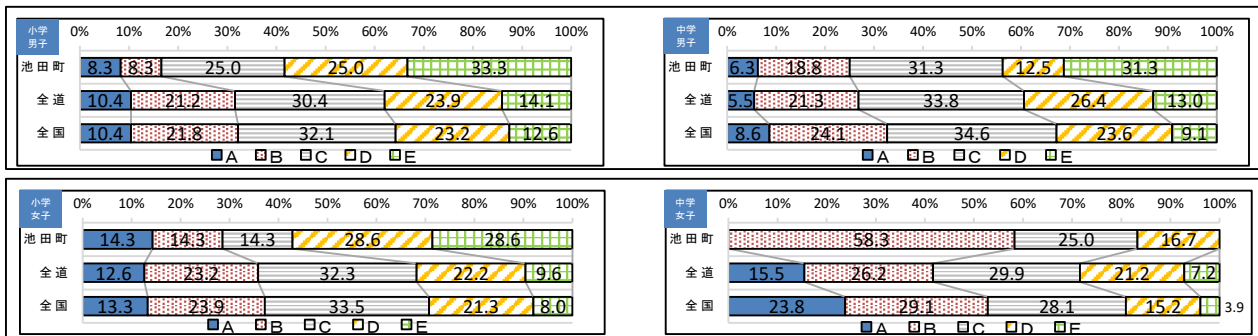 小学
男子
0% 10% 20% 30% 40% 50% 60% 70% 80% 90% 100%
池田町 8.3 8.3 25.0 25.0 33.3
全道 10.4 21.2 30.4 23.9 14.1
全国 10.4 21.8 32.1 23.2 12.6
A B C D E
中学
男子
0% 10% 20% 30% 40% 50% 60% 70% 80% 90% 100%
池田町 6.3 18.8 31.3 12.5 31.3
全道 5.5 21.3 33.8 26.4 13.0
全国 8.6 24.1 34.6 23.6 9.1
A B C D E
小学
女子
0% 10% 20% 30% 40% 50% 60% 70% 80% 90% 100%
池田町 14.3 14.3 14.3 28.6 28.6
全道 12.6 23.2 32.3 22.2 9.6
全国 13.3 23.9 33.5 21.3 8.0
A B C D E
中学
女子
0% 10% 20% 30% 40% 50% 60% 70% 80% 90% 100%
池田町 58.3 25.0 16.7
全道 15.5 26.2 29.9 21.2 7.2
全国 23.8 29.1 28.1 15.2 3.9
A B C D E